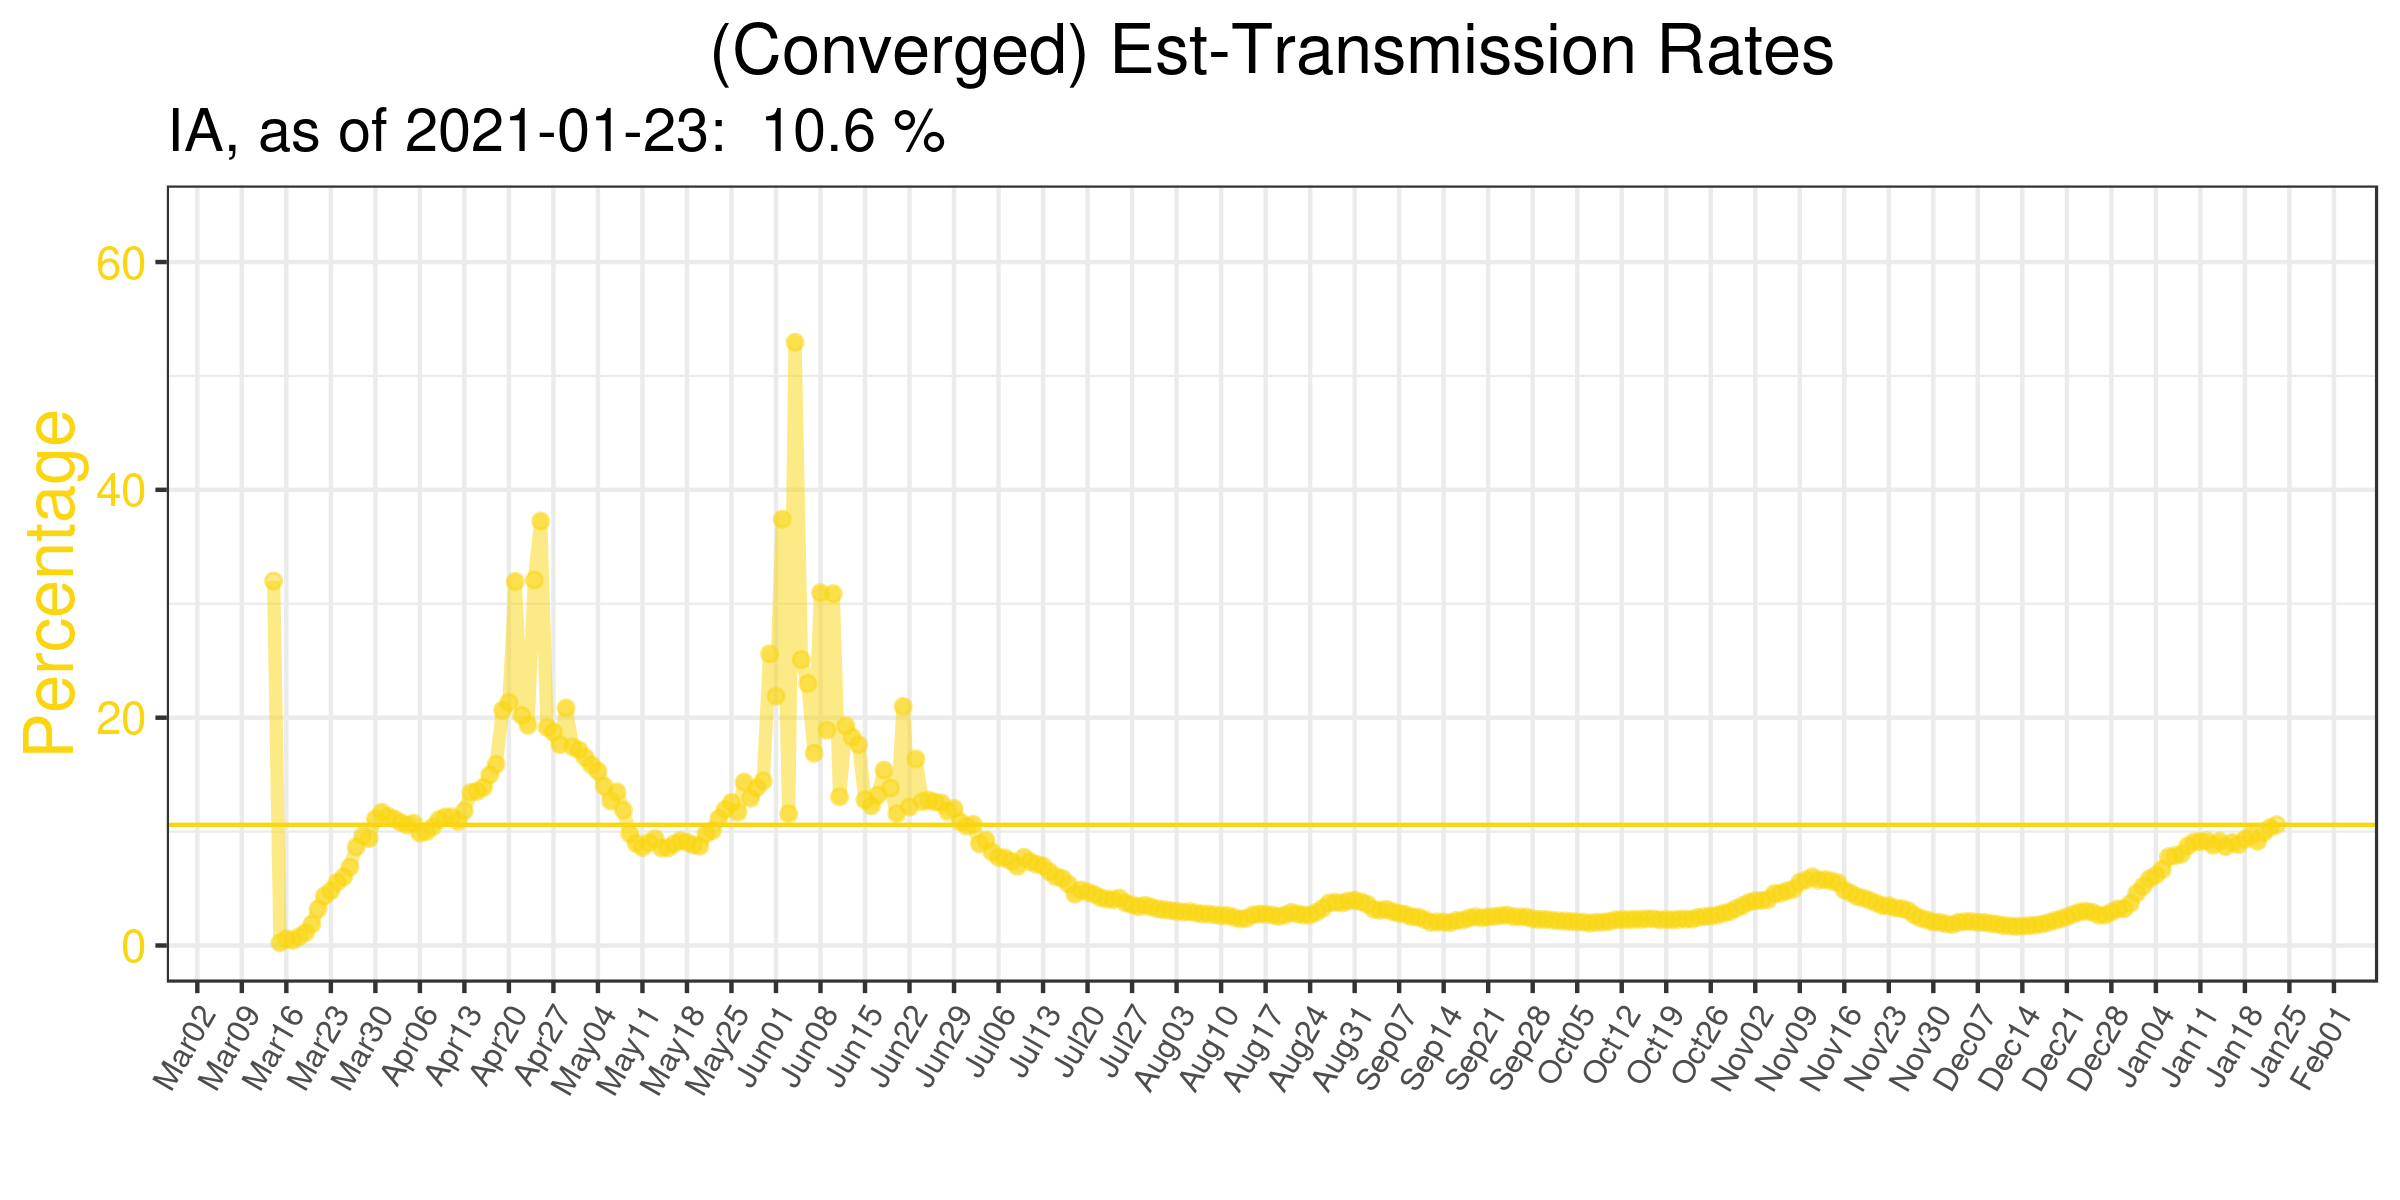 (Converged) Est-Transmission Rates
IA, as of 2021-01-23:  10.6 %
Percentage
60
40
20
0
Mar02 Mar09 Mar16 Mar23 Mar30 Apr06 Apr13 Apr20 Apr27 May04 May11 May18 May25 Jun01 Jun08 Jun15 Jun22 Jun29 Jul06 Jul13 Jul20 Jul27 Aug03 Aug10 Aug17 Aug24 Aug31 Sep07 Sep14 Sep21 Sep28 Oct05 Oct12 Oct19 Oct26 Nov02 Nov09 Nov16 Nov23 Nov30 Dec07 Dec14 Dec21 Dec28 Jan04 Jan11 Jan18 Jan25 Feb01